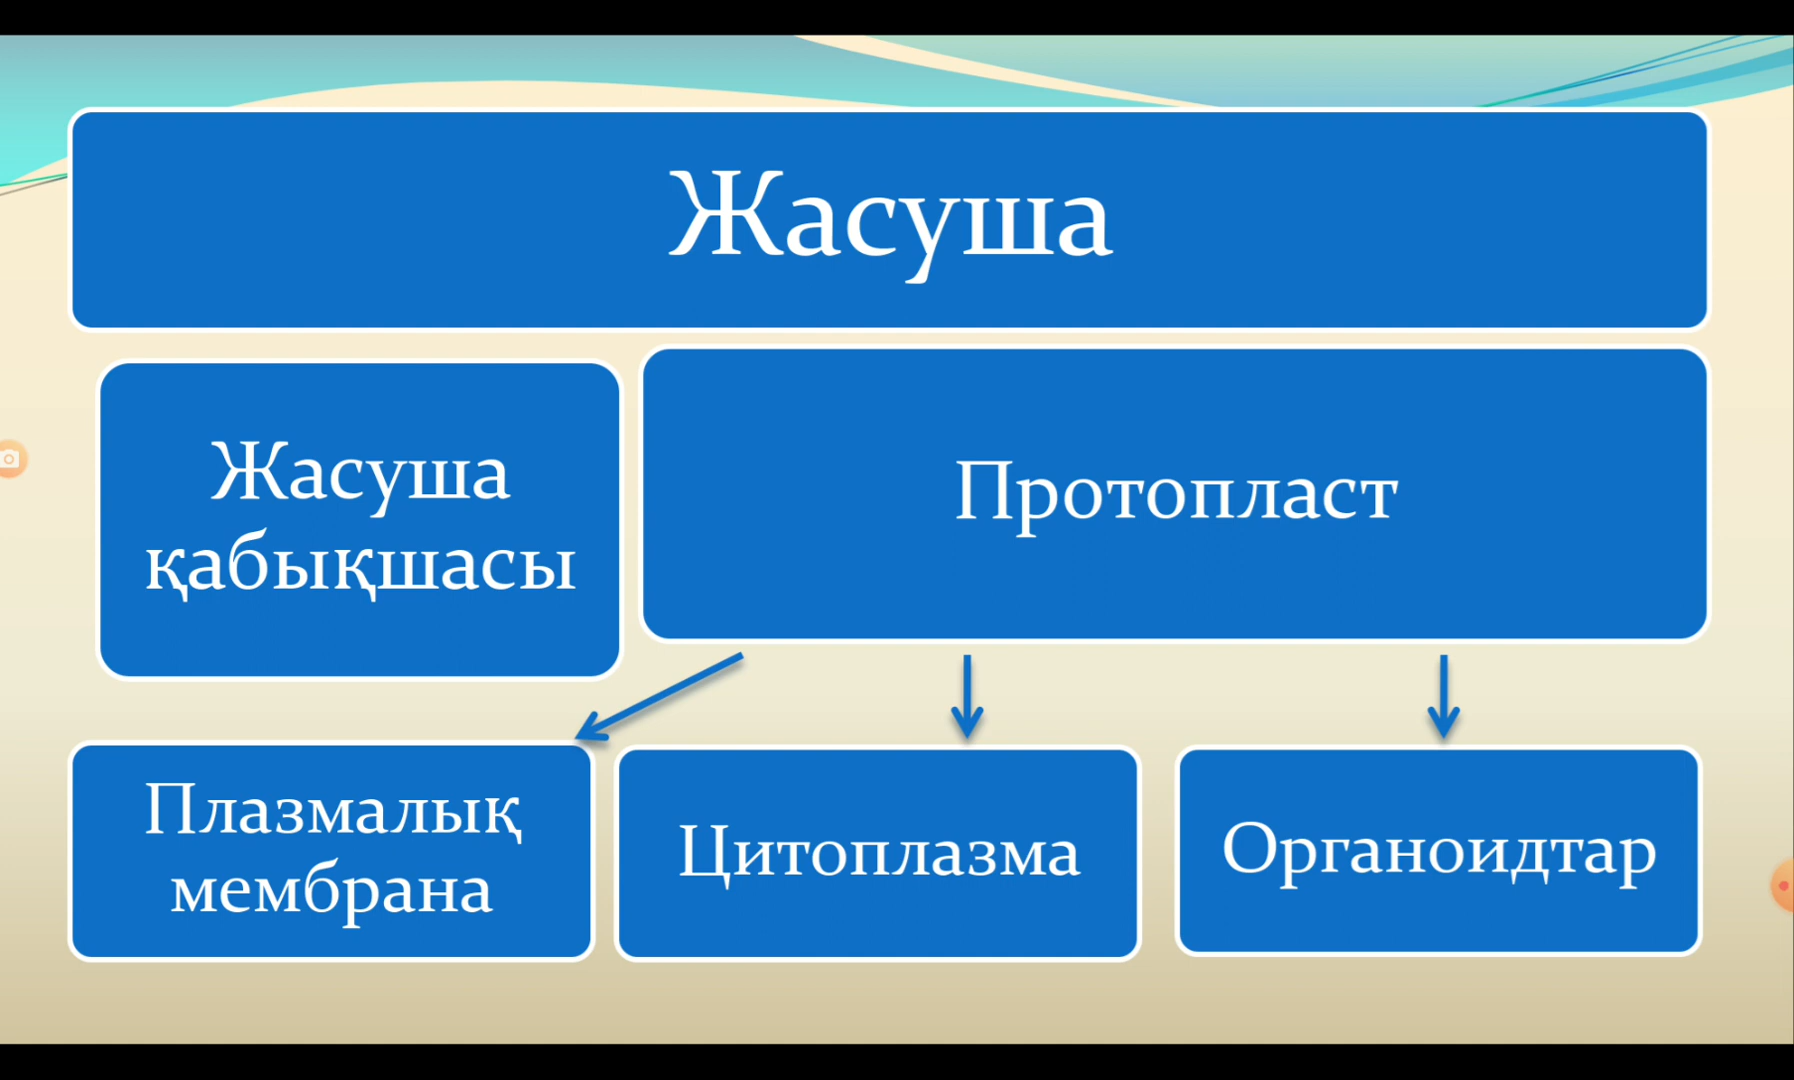 Жасуша
Жасуша
қабықшасы
Протопласт
Плазмалық
мембрана
Цитоплазма
Органоидтар